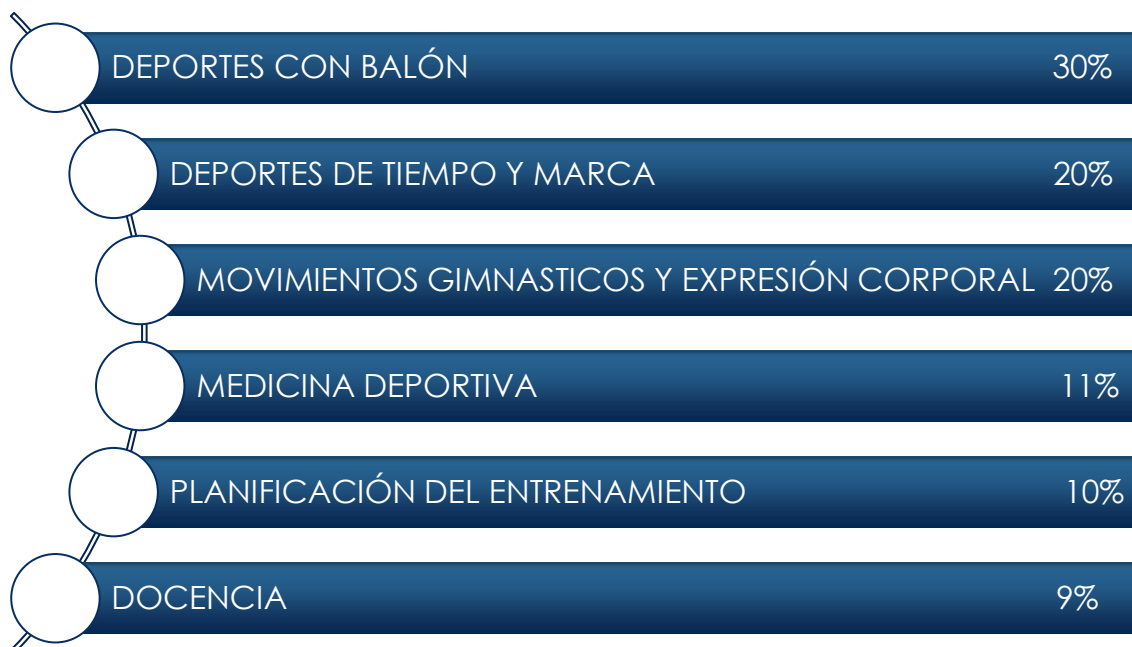 DEPORTES CON BALÓN 30%
DEPORTES DE TIEMPO Y MARCA 20%
MOVIMIENTOS GIMNASTICOS Y EXPRESIÓN CORPORAL 20%
MEDICINA DEPORTIVA 11%
PLANIFICACIÓN DEL ENTRENAMIENTO 10%
DOCENCIA 9%